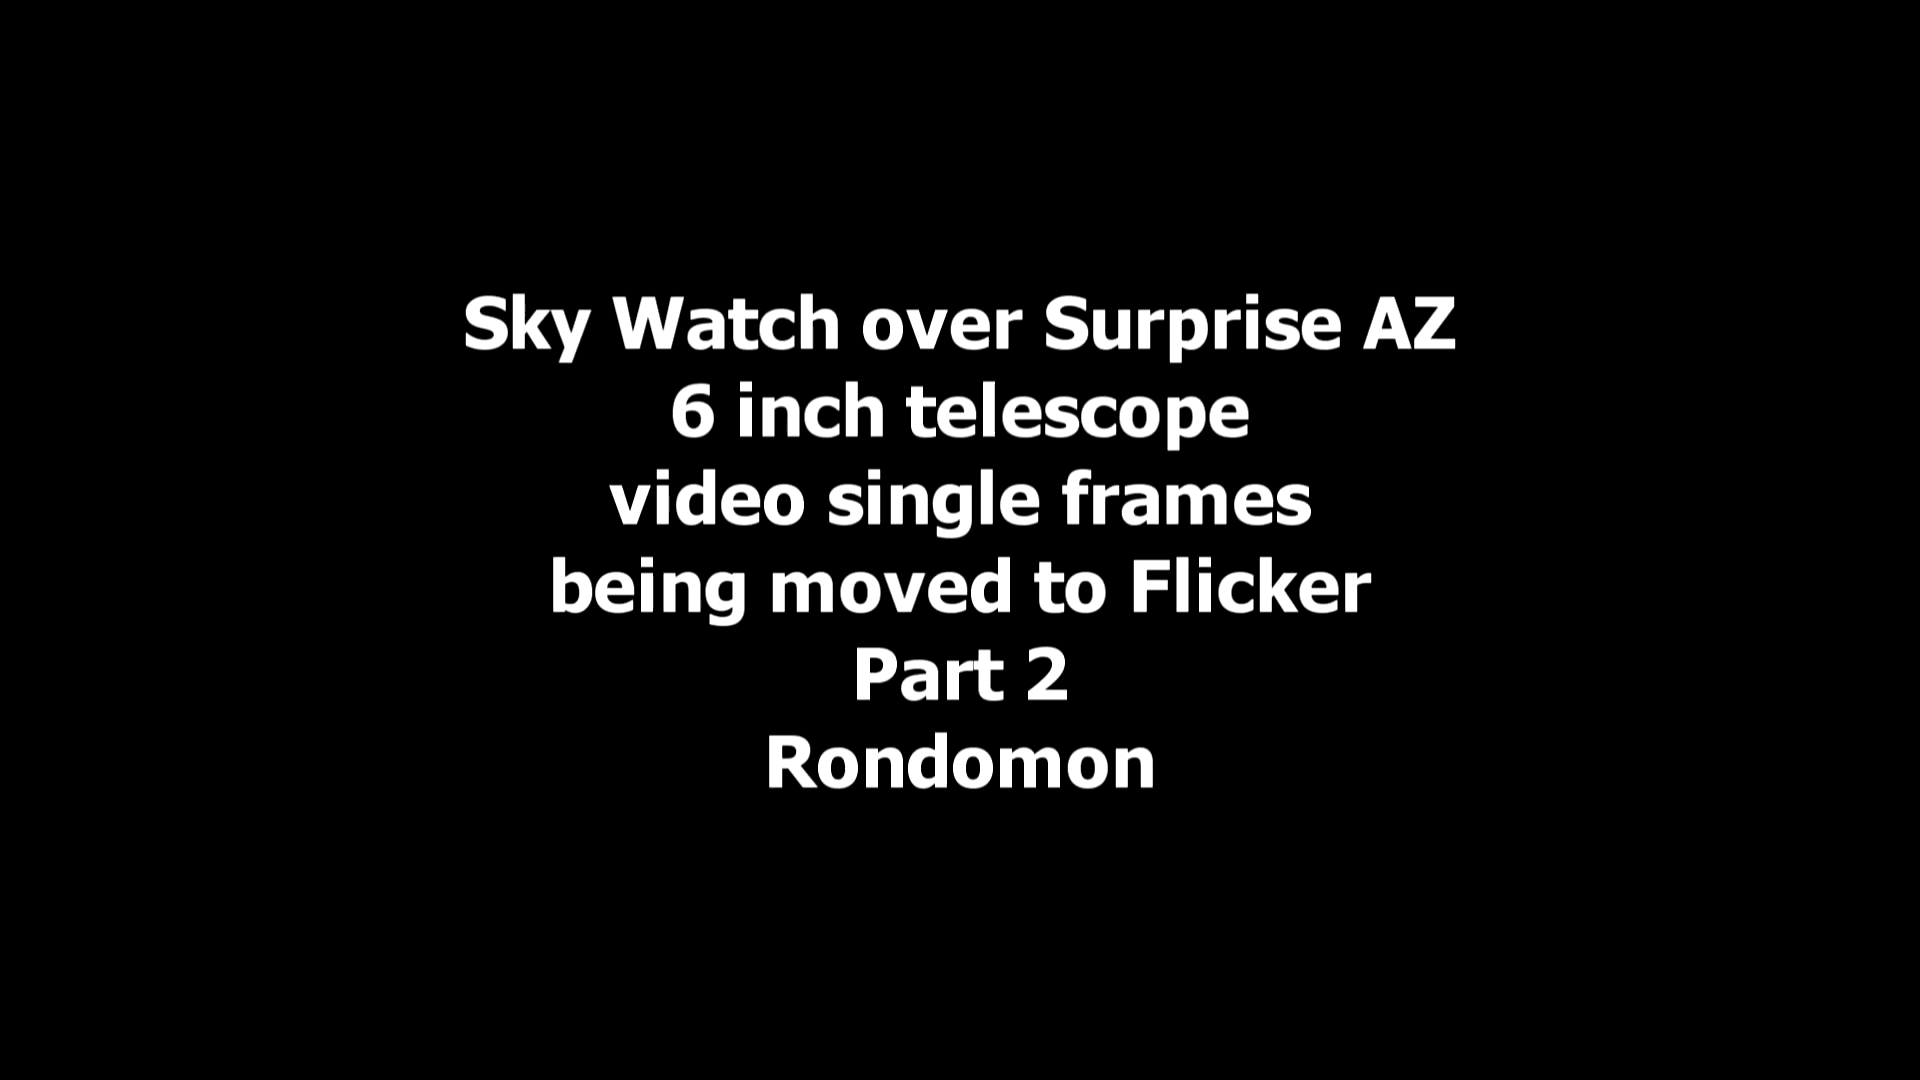 Sky Watch over Surprise AZ
6 inch telescope
video single frames
being moved to Flicker
Part 2
Rondomon